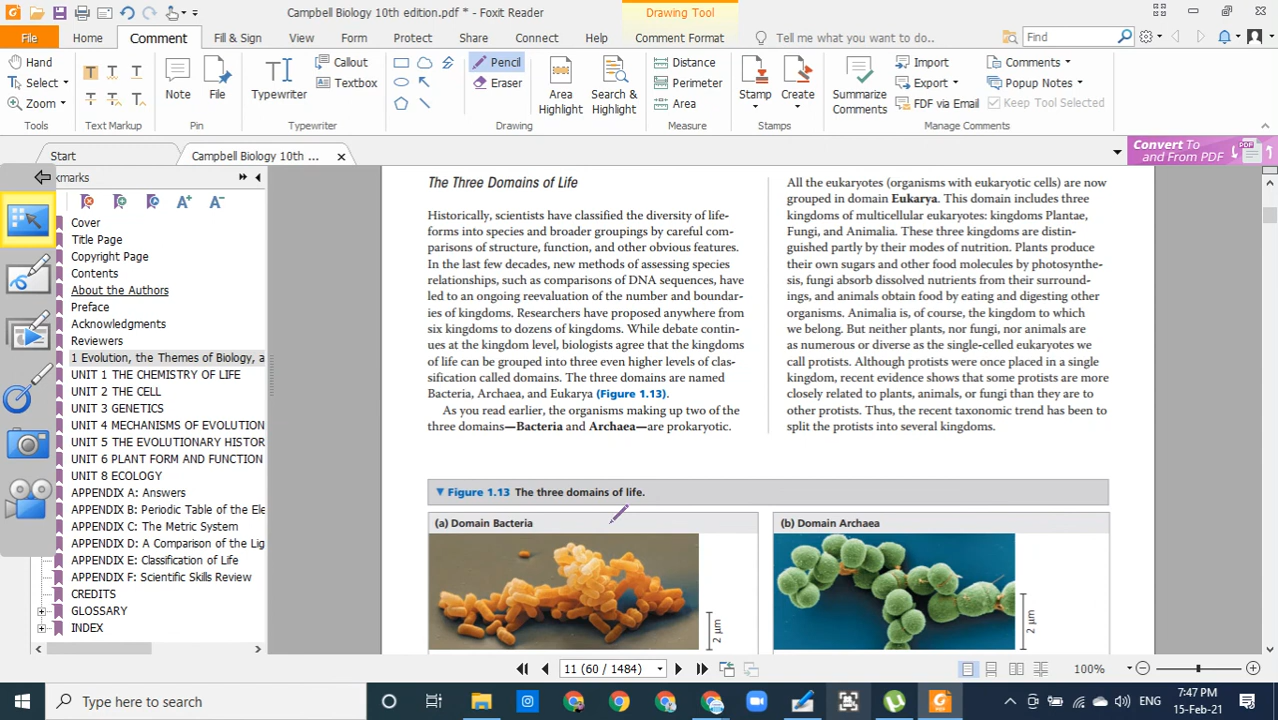 Campbell Biology 10th edition.pdf * - Foxit Reader
Drawing Tool
File
Home
Comment
Fill & Sign
View
Form
Protect
Share
Connect
Help
Comment Format
Tell me what you want to do..
Find
Hand
Select
Zoom
Tools
Text Markup
Note
File
Pin
Typewriter
Callout
Textbox
Typewriter
Pencil
Eraser
Drawing
Area Highlight
Search & Highlight
Distance
Perimeter
Area
Measure
Stamp
Create
Stamps
Summarize Comments
Import
Export
FDF via Email
Comments
Popup Notes
Keep Tool Selected
Manage Comments
Start
Campbell Biology 10th ...
Convert To
and From PDF
PDF
kmarks
Cover
Title Page
Copyright Page
Contents
About the Authors
Preface
Acknowledgments
Reviewers
1 Evolution, the Themes of Biology, a
UNIT 1 THE CHEMISTRY OF LIFE
UNIT 2 THE CELL
UNIT 3 GENETICS
UNIT 4 MECHANISMS OF EVOLUTION
UNIT 5 THE EVOLUTIONARY HISTOR
UNIT 6 PLANT FORM AND FUNCTION
UNIT 8 ECOLOGY
APPENDIX A: Answers
APPENDIX B: Periodic Table of the Ele
APPENDIX C: The Metric System
APPENDIX D: A Comparison of the Lig
APPENDIX E: Classification of Life
APPENDIX F: Scientific Skills Review
CREDITS
GLOSSARY
INDEX
The Three Domains of Life
Historically, scientists have classified the diversity of life-
forms into species and broader groupings by careful com-
parisons of structure, function, and other obvious features.
In the last few decades, new methods of assessing species
relationships, such as comparisons of DNA sequences, have
led to an ongoing reevaluation of the number and boundar-
ies of kingdoms. Researchers have proposed anywhere from
six kingdoms to dozens of kingdoms. While debate contin-
ues at the kingdom level, biologists agree that the kingdoms
of life can be grouped into three even higher levels of clas-
sification called domains. The three domains are named
Bacteria, Archaea, and Eukarya (Figure 1.13).
As you read earlier, the organisms making up two of the
three domains—Bacteria and Archaea—are prokaryotic.
All the eukaryotes (organisms with eukaryotic cells) are now
grouped in domain Eukarya. This domain includes three
kingdoms of multicellular eukaryotes: kingdoms Plantae,
Fungi, and Animalia. These three kingdoms are distin-
guished partly by their modes of nutrition. Plants produce
their own sugars and other food molecules by photosynthe-
sis, fungi absorb dissolved nutrients from their surround-
ings, and animals obtain food by eating and digesting other
organisms. Animalia is, of course, the kingdom to which
we belong. But neither plants, nor fungi, nor animals are
as numerous or diverse as the single-celled eukaryotes we
call protists. Although protists were once placed in a single
kingdom, recent evidence shows that some protists are more
closely related to plants, animals, or fungi than they are to
other protists. Thus, the recent taxonomic trend has been to
split the protists into several kingdoms.
▼ Figure 1.13 The three domains of life.
(a) Domain Bacteria
2 μm
(b) Domain Archaea
2 μm
11 (60 / 1484)
100%
Type here to search
ENG
7:47 PM
15-Feb-21